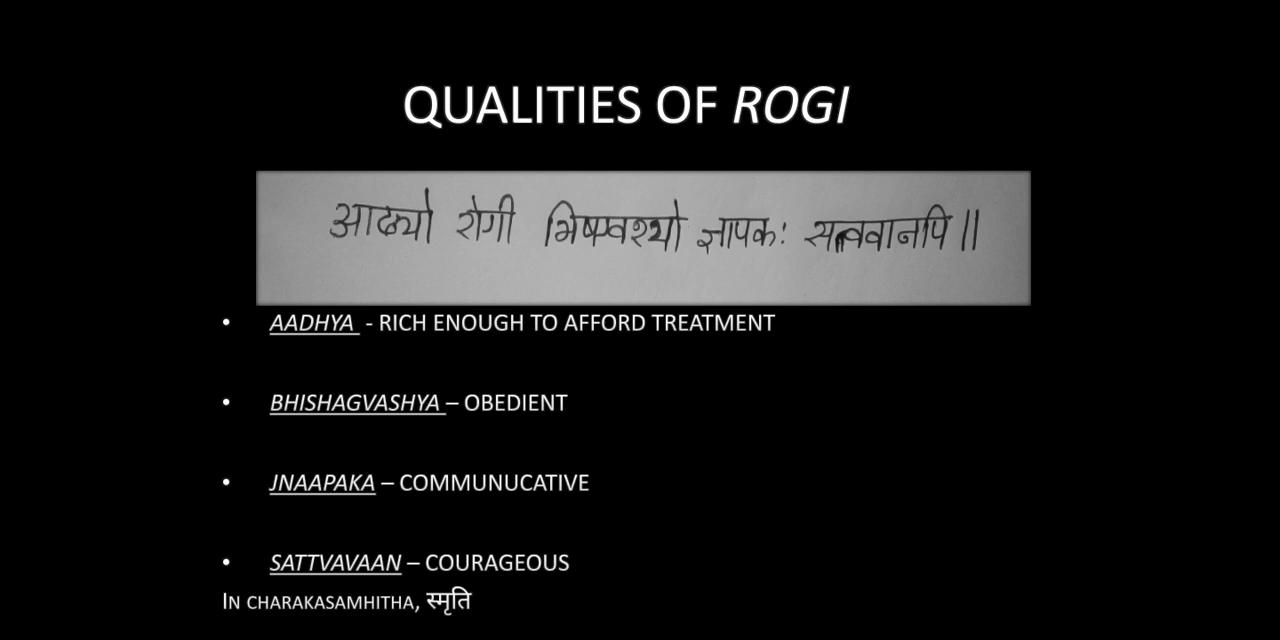 QUALITIES OF ROGI
आढ्यो रोगी भिषग्वश्यो ज्ञापकः सत्त्ववानपि ||
• AADHYA - RICH ENOUGH TO AFFORD TREATMENT
• BHISHAGVASHYA – OBEDIENT
• JNAAPAKA – COMMUNUCATIVE
• SATTVAVAAN – COURAGEOUS
IN CHARAKASAMHITHA, स्मृति